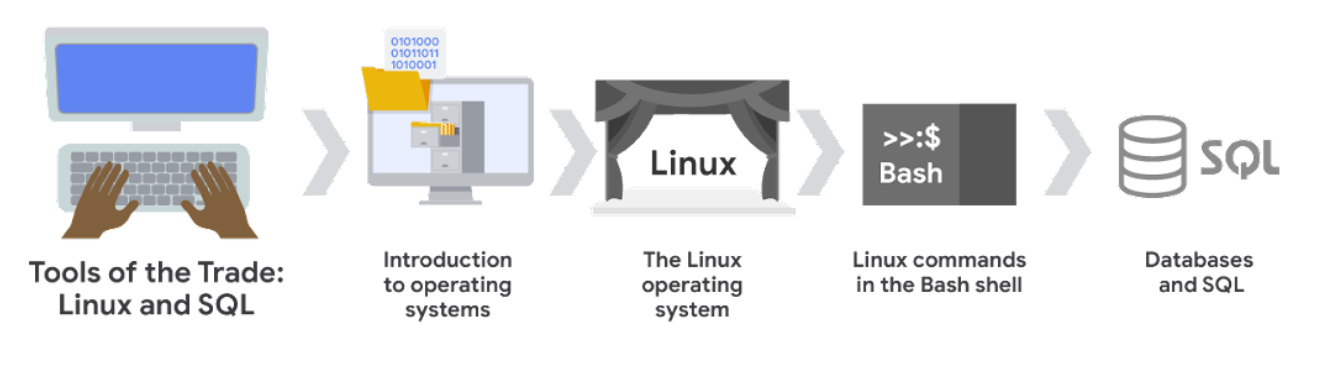 0101000
01011011
1010001
Linux
>>:$
Bash
SQL
Tools of the Trade:
Linux and SQL
Introduction
to operating
systems
The Linux
operating
system
Linux commands
in the Bash shell
Databases
and SQL